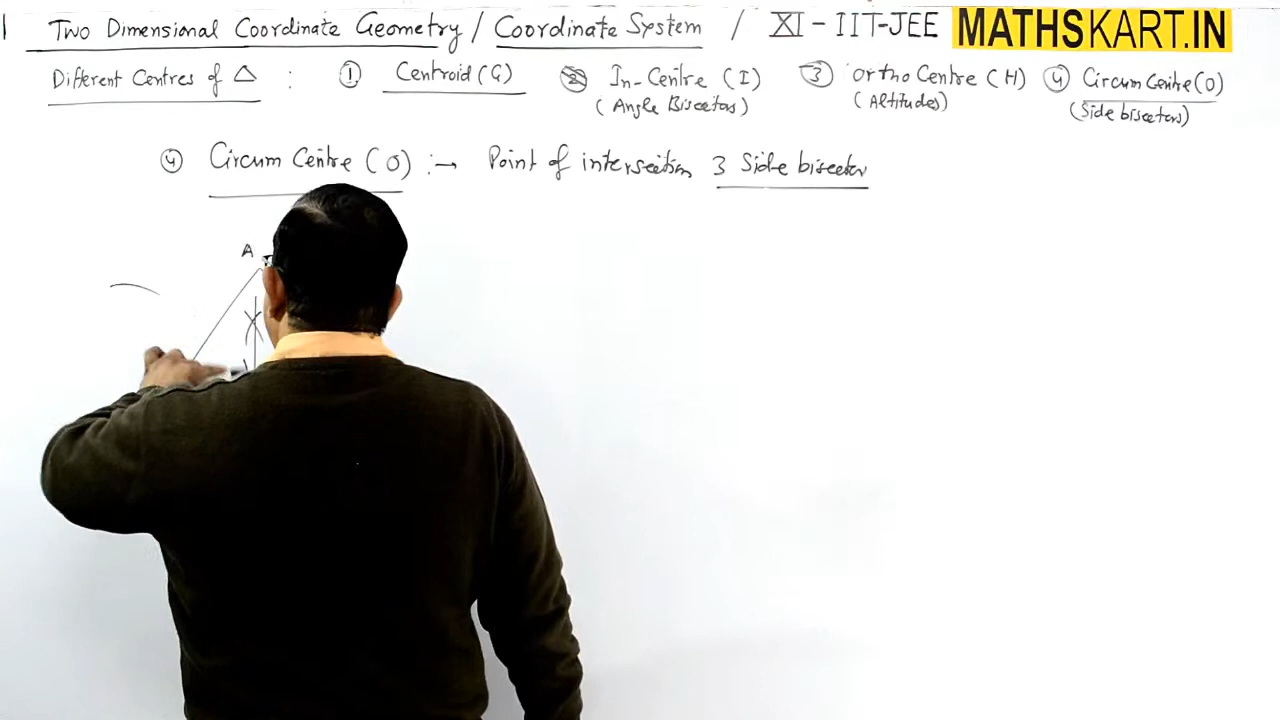 1 Two Dimensional Coordinate Geometry / Coordinate System / XI - IIT-JEE MATHSKART.IN
Different Centres of △ : ① Centroid (G) ② In-Centre (I) ③ Ortho Centre (H) ④ Circum Centre (O)
(Angle Bisectors) (Altitudes) (Side bisectors)
④ Circum Centre (O) :→ Point of intersection 3 Side bisector
A